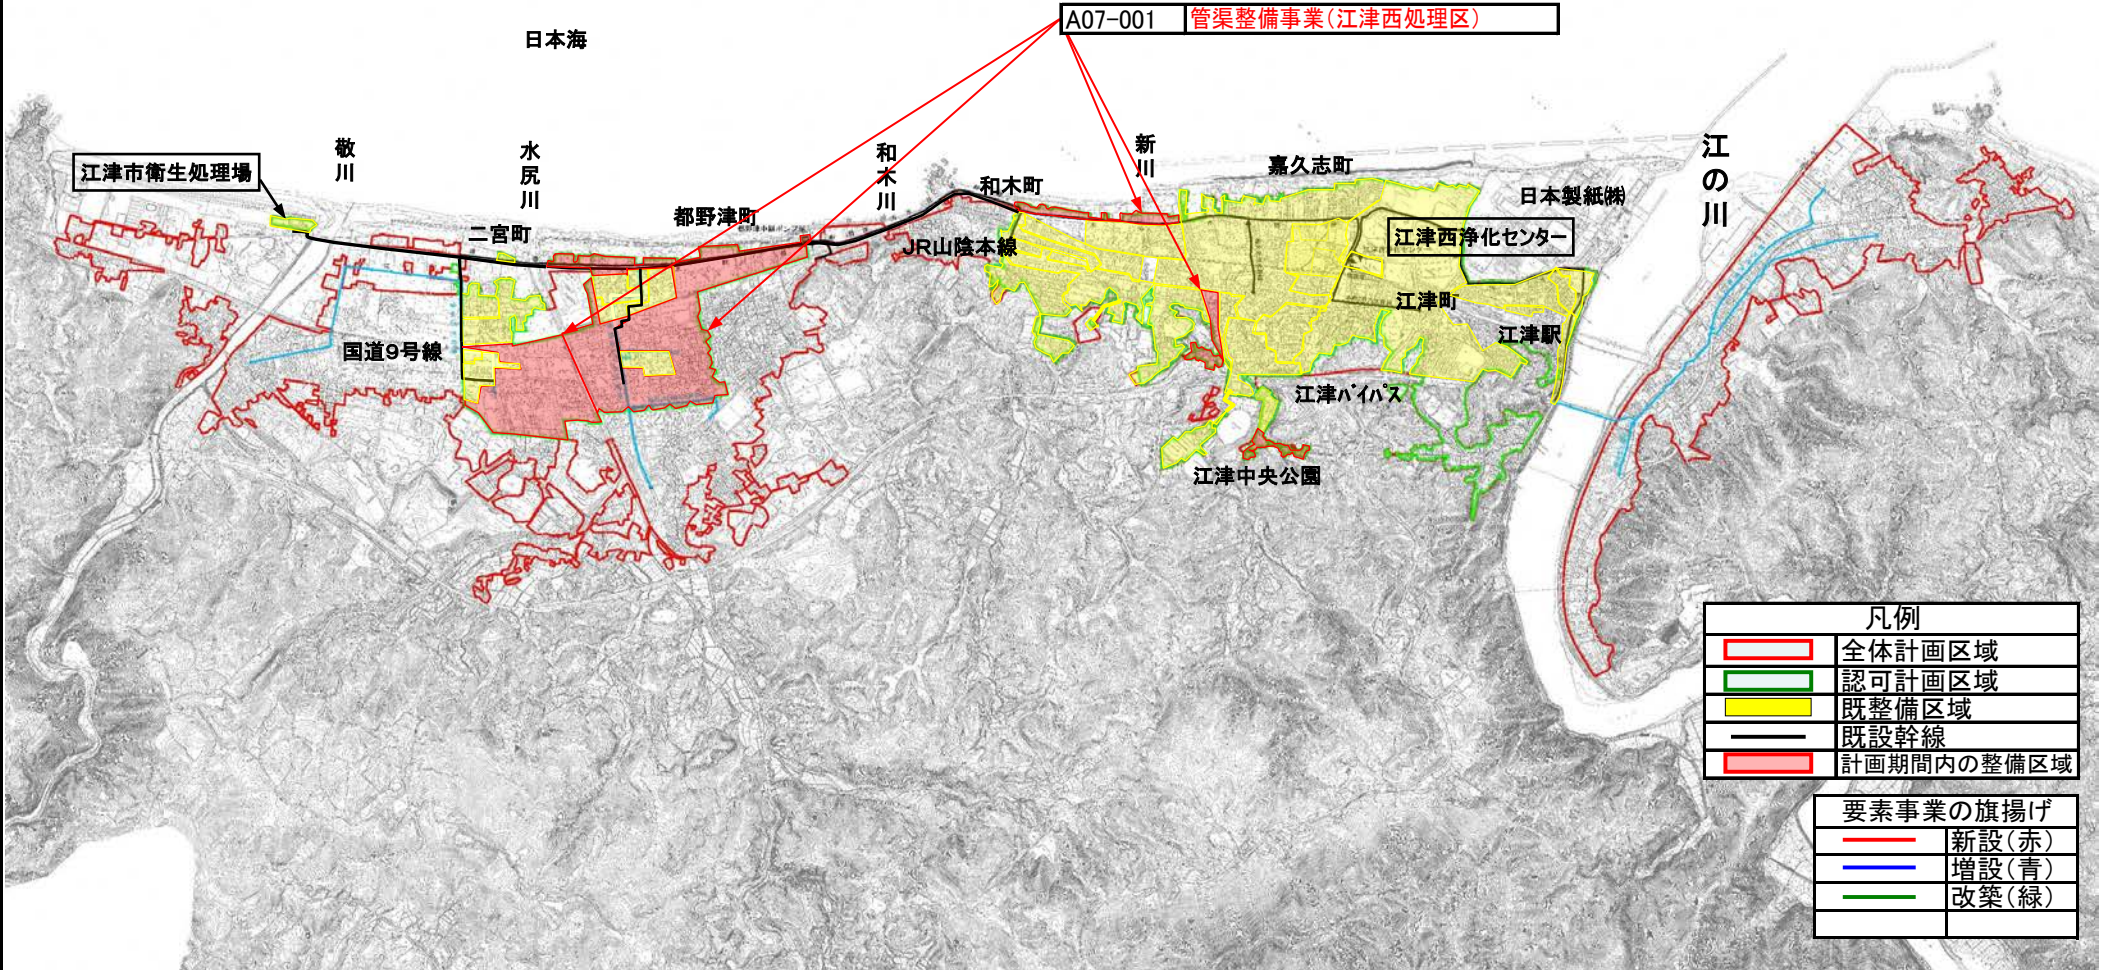 A07-001 管渠整備事業(江津西処理区)
日本海
敬川
水尻川
和木川
新川
江の川
江津市衛生処理場
嘉久志町
和木町
日本製紙㈱
都野津町
二宮町
JR山陰本線
江津西浄化センター
江津町
江津駅
国道9号線
江津バイパス
江津中央公園
凡例
全体計画区域
認可計画区域
既整備区域
既設幹線
計画期間内の整備区域
要素事業の旗揚げ
新設(赤)
増設(青)
改築(緑)